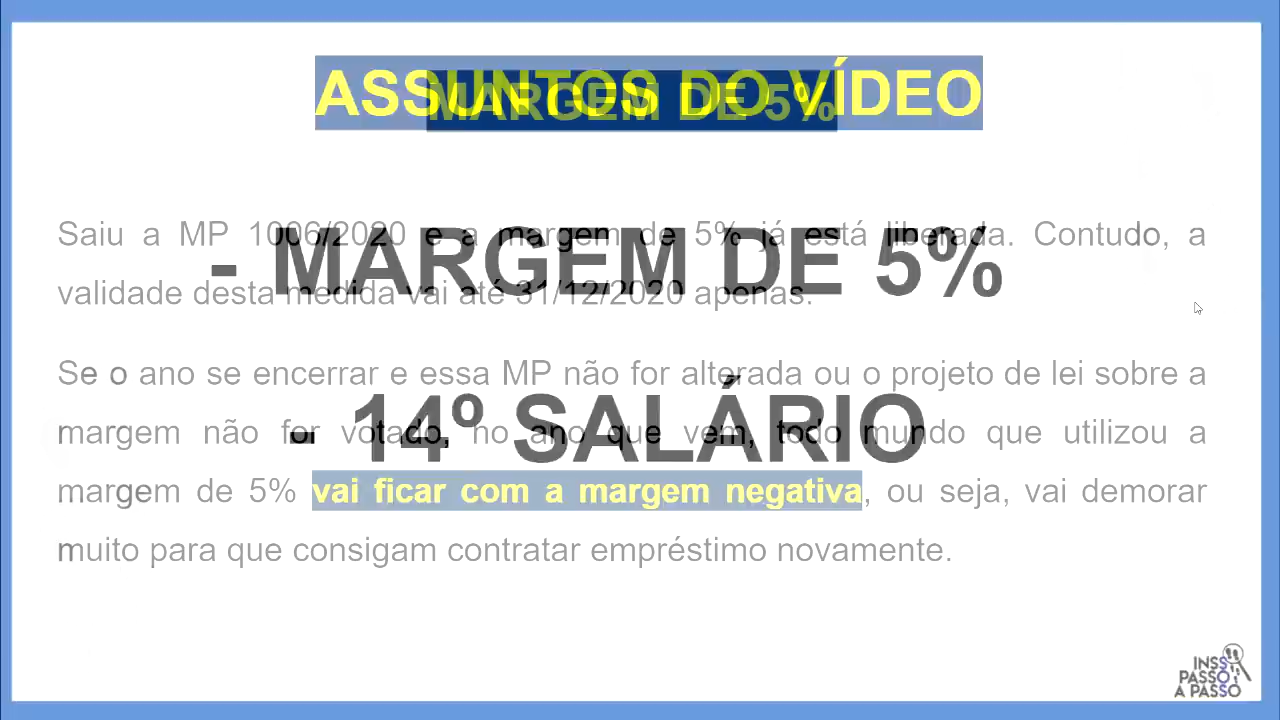 ASSUNTOS DO VÍDEO
MARGEM DE 5%
- MARGEM DE 5%
- 14º SALÁRIO
Saiu a MP 1006/2020 e a margem de 5% já está liberada. Contudo, a
validade desta medida vai até 31/12/2020 apenas.
Se o ano se encerrar e essa MP não for alterada ou o projeto de lei sobre a
margem não for votado, no ano que vem, todo mundo que utilizou a
margem de 5% vai ficar com a margem negativa, ou seja, vai demorar
muito para que consigam contratar empréstimo novamente.
INSS
PASSO
A PASSO